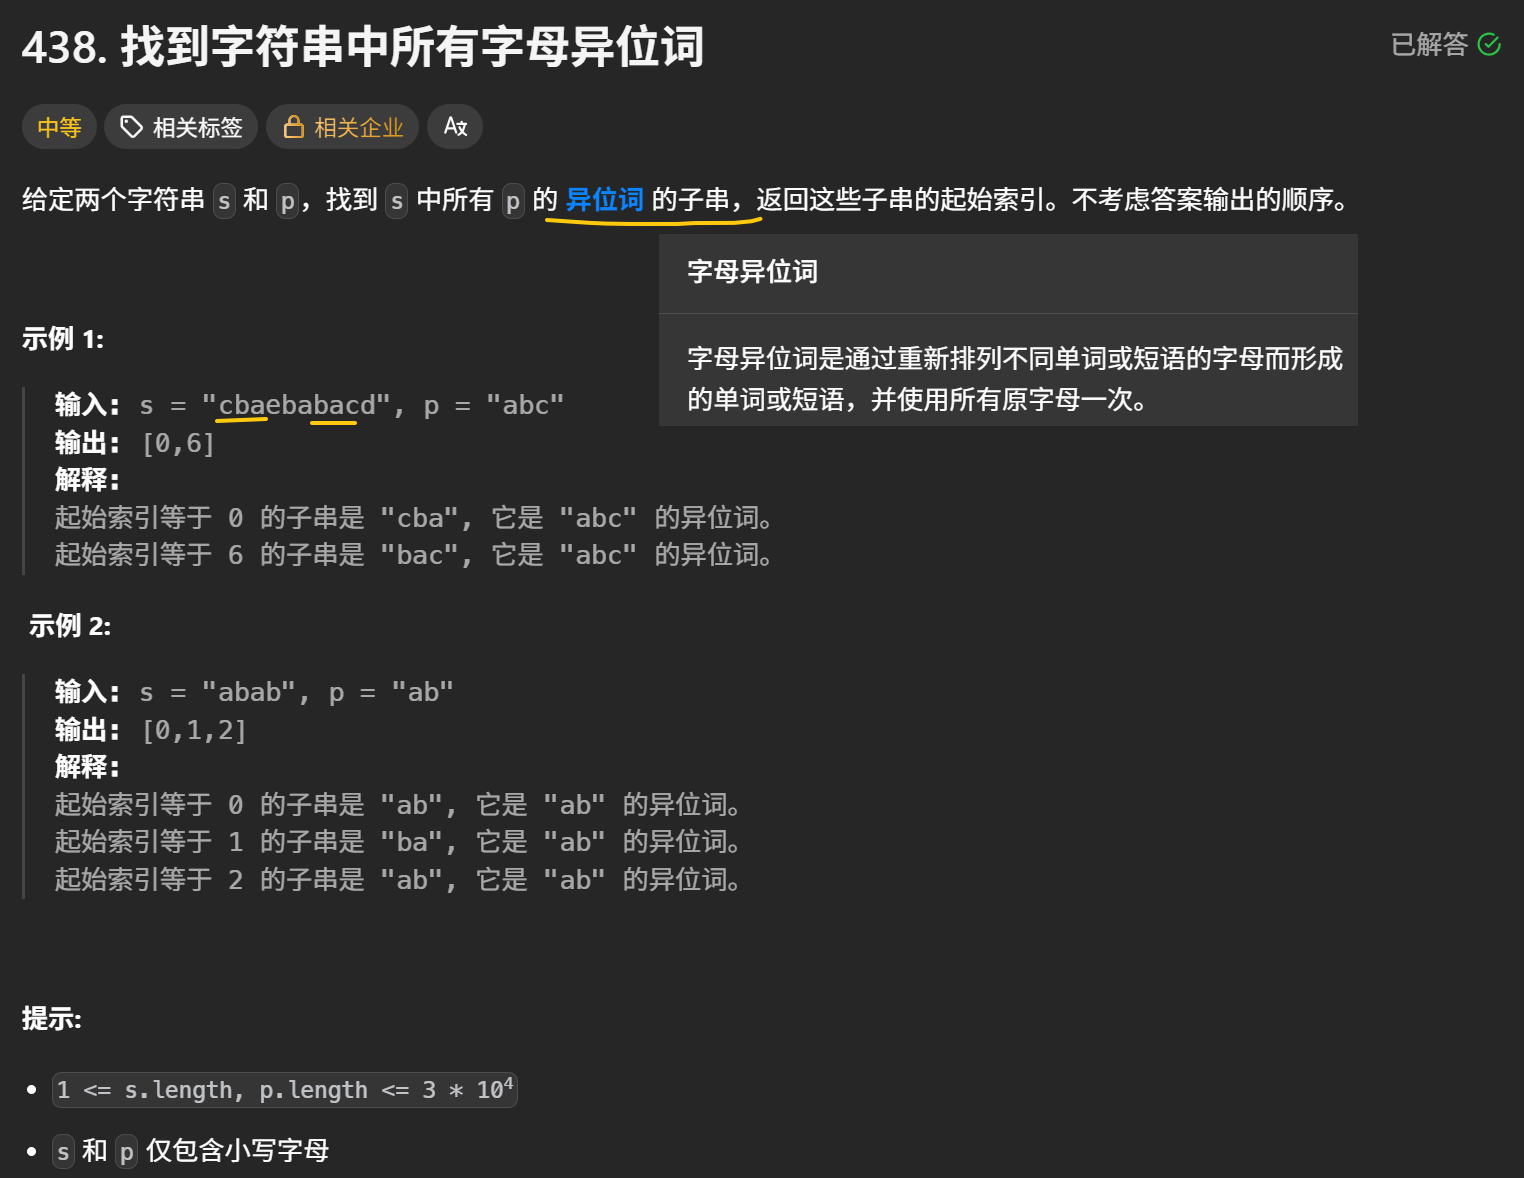 438. 找到字符串中所有字母异位词
已解答
中等 相关标签 相关企业
给定两个字符串 s 和 p，找到 s 中所有 p 的 异位词 的子串，返回这些子串的起始索引。不考虑答案输出的顺序。
字母异位词
字母异位词是通过重新排列不同单词或短语的字母而形成
的单词或短语，并使用所有原字母一次。
示例 1:
输入: s = "cbaebabacd", p = "abc"
输出: [0,6]
解释:
起始索引等于 0 的子串是 "cba", 它是 "abc" 的异位词。
起始索引等于 6 的子串是 "bac", 它是 "abc" 的异位词。
示例 2:
输入: s = "abab", p = "ab"
输出: [0,1,2]
解释:
起始索引等于 0 的子串是 "ab", 它是 "ab" 的异位词。
起始索引等于 1 的子串是 "ba", 它是 "ab" 的异位词。
起始索引等于 2 的子串是 "ab", 它是 "ab" 的异位词。
提示:
1 <= s.length, p.length <= 3 * 10⁴
s 和 p 仅包含小写字母